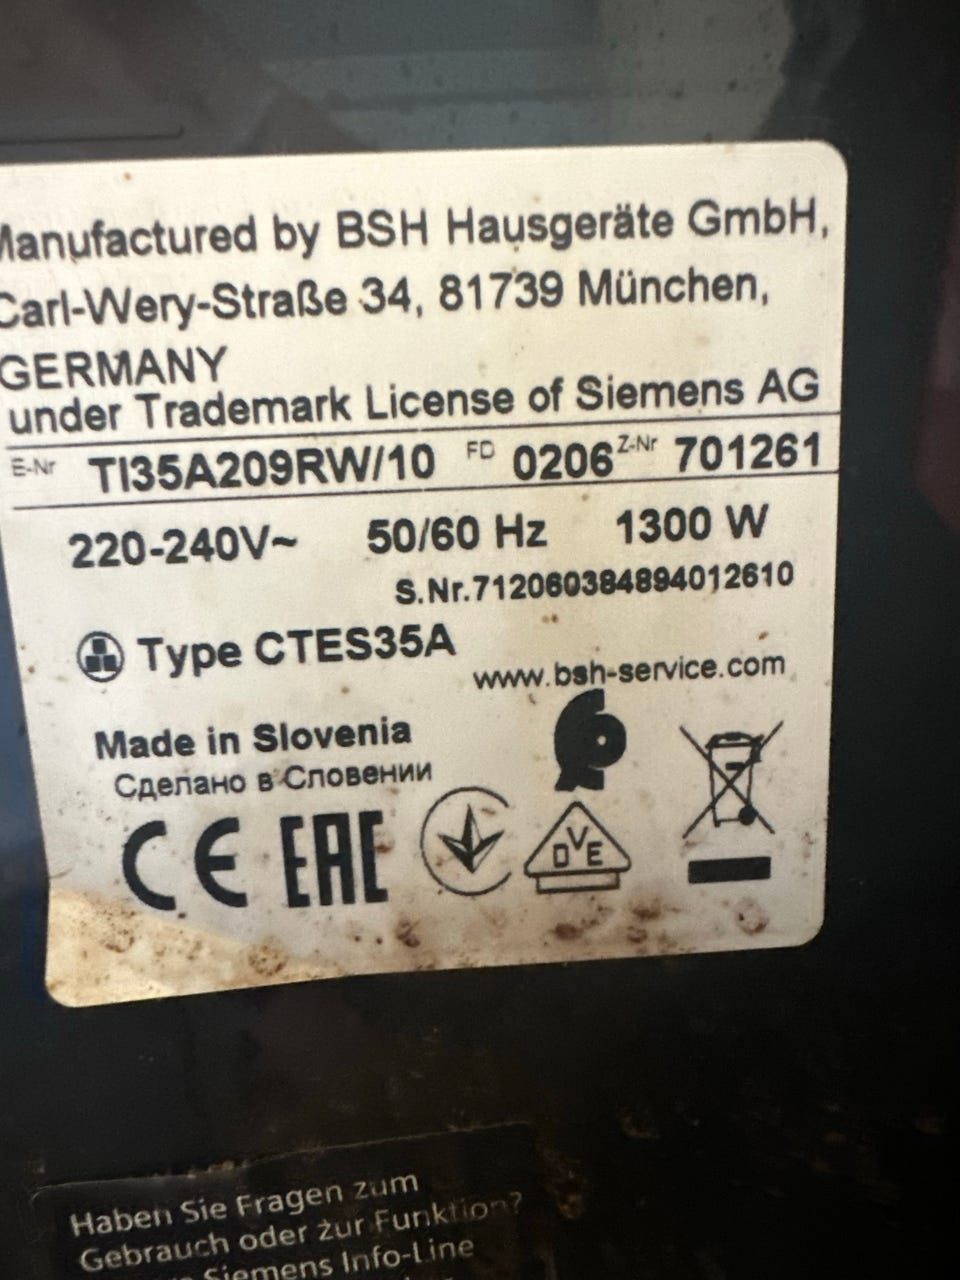 Manufactured by BSH Hausgeräte GmbH,
Carl-Wery-Straße 34, 81739 München,
GERMANY
under Trademark License of Siemens AG
E-Nr TI35A209RW/10 FD 0206 Z-Nr 701261
220-240V~ 50/60 Hz 1300 W
S.Nr.712060384894012610
Type CTES35A
www.bsh-service.com
Made in Slovenia
Сделано в Словении
CE EAC
DVE
Haben Sie Fragen zum
Gebrauch oder zur Funktion?
Siemens Info-Line